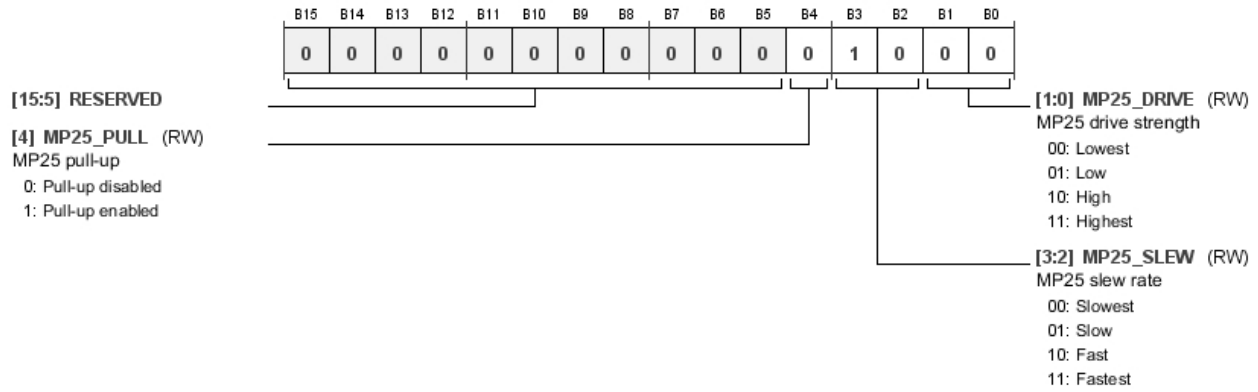 B15 B14 B13 B12 B11 B10 B9 B8 B7 B6 B5 B4 B3 B2 B1 B0
0 0 0 0 0 0 0 0 0 0 0 0 1 0 0 0
[15:5] RESERVED
[4] MP25_PULL (RW)
MP25 pull-up
0: Pull-up disabled
1: Pull-up enabled
[1:0] MP25_DRIVE (RW)
MP25 drive strength
00: Lowest
01: Low
10: High
11: Highest
[3:2] MP25_SLEW (RW)
MP25 slew rate
00: Slowest
01: Slow
10: Fast
11: Fastest